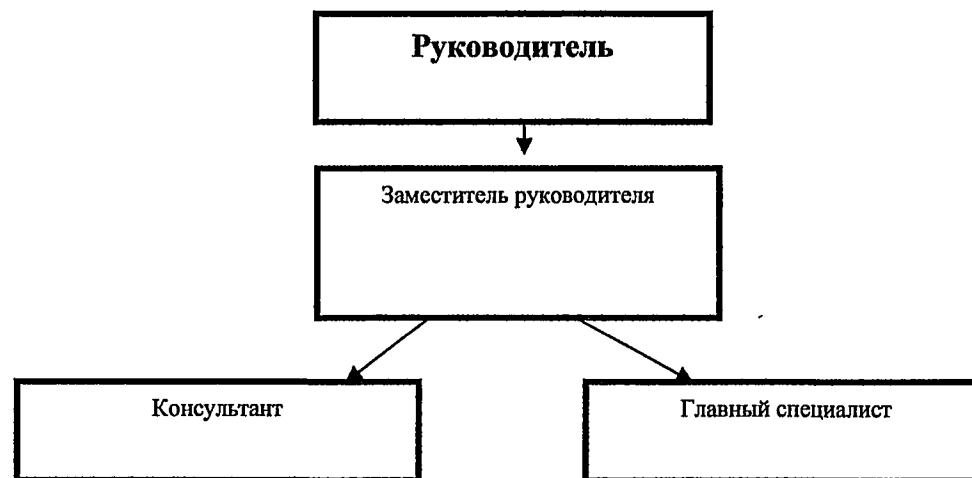 Руководитель
Заместитель руководителя
Консультант
Главный специалист